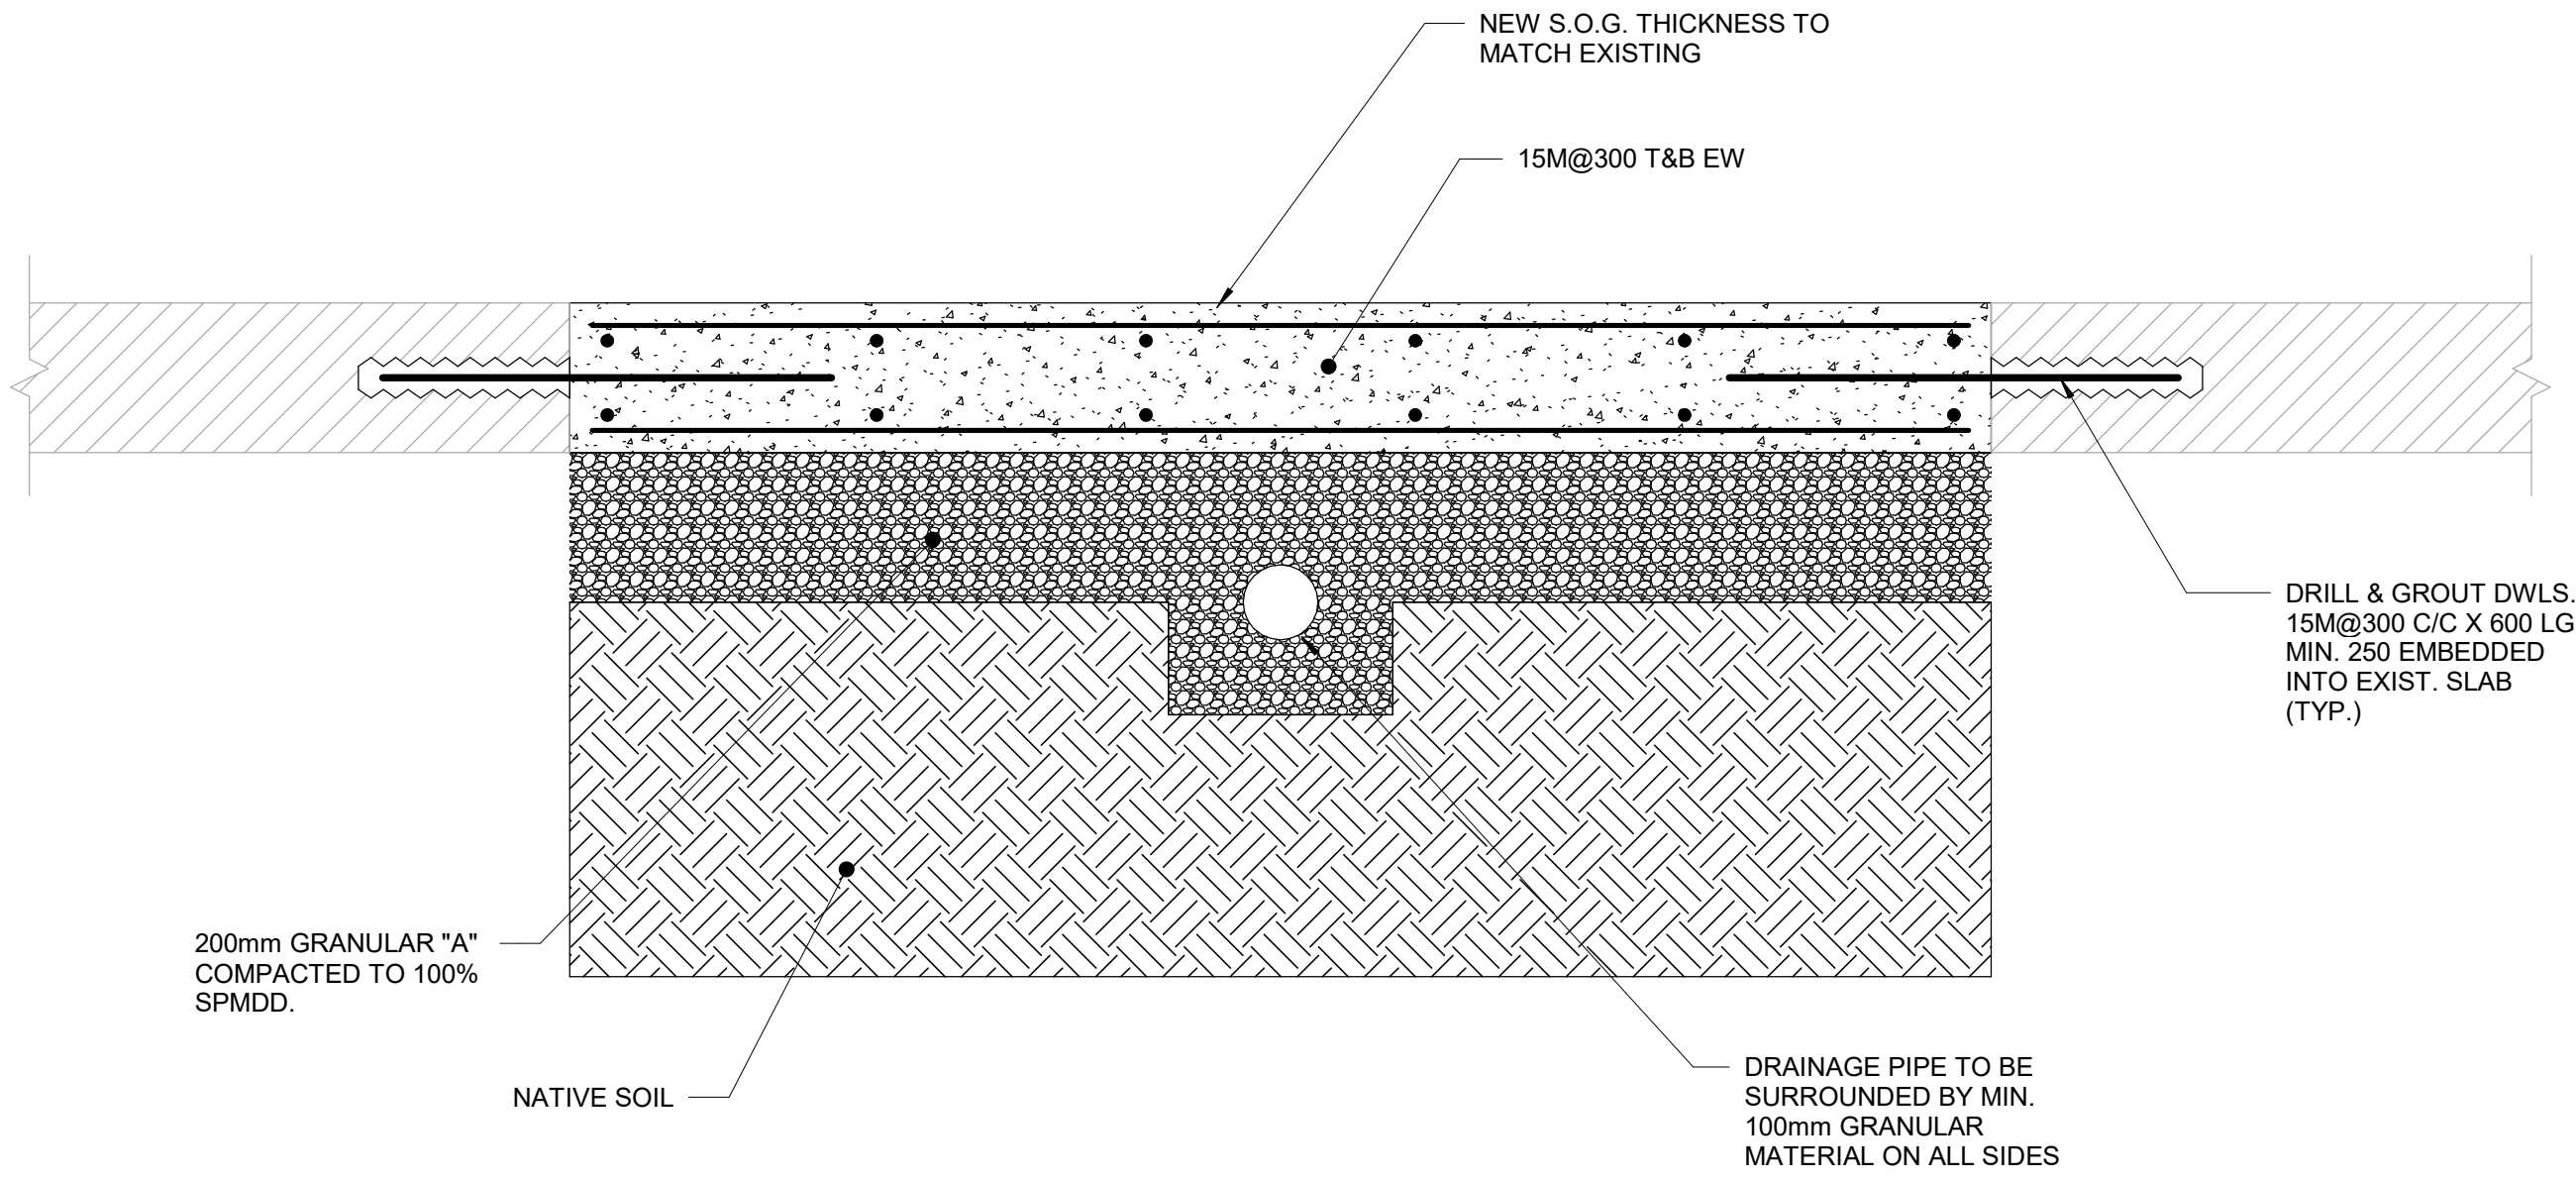 NEW S.O.G. THICKNESS TO
MATCH EXISTING
15M@300 T&B EW
DRILL & GROUT DWLS.
15M@300 C/C X 600 LG
MIN. 250 EMBEDDED
INTO EXIST. SLAB
(TYP.)
200mm GRANULAR "A"
COMPACTED TO 100%
SPMDD.
NATIVE SOIL
DRAINAGE PIPE TO BE
SURROUNDED BY MIN.
100mm GRANULAR
MATERIAL ON ALL SIDES